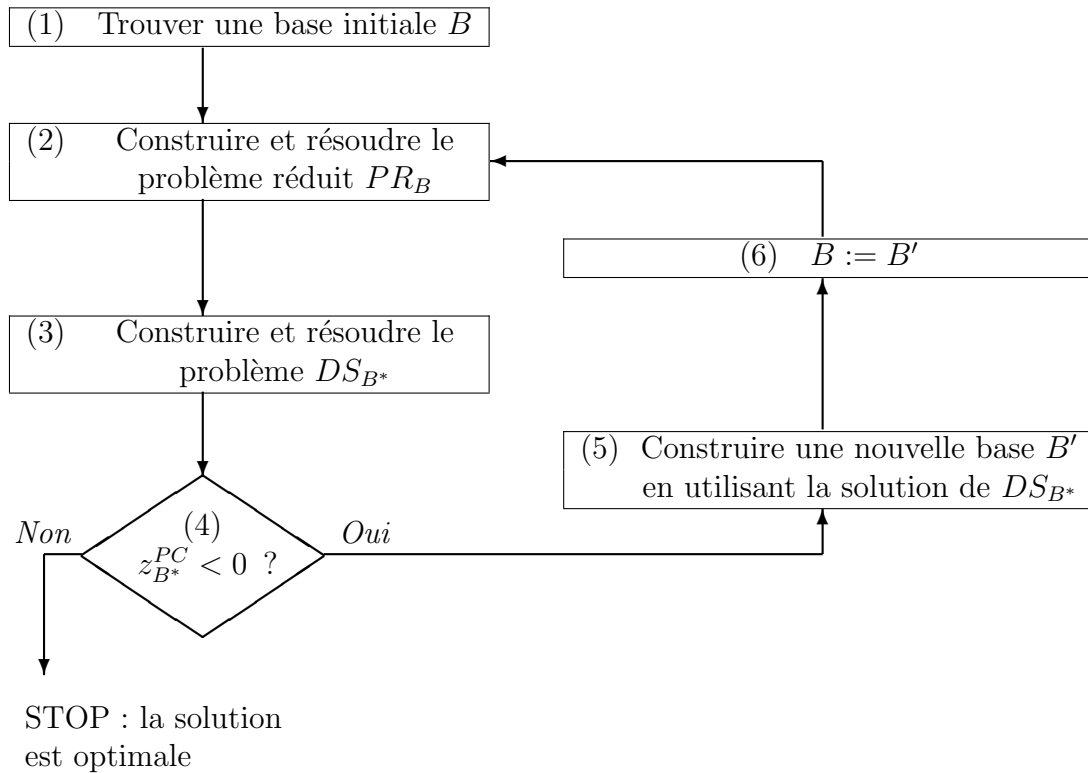 (1) Trouver une base initiale B
(2) Construire et résoudre le
problème réduit PR_B
(3) Construire et résoudre le
problème DS_{B*}
(4)
z_{B*}^{PC} < 0 ?
Non
Oui
STOP : la solution
est optimale
(5) Construire une nouvelle base B′
en utilisant la solution de DS_{B*}
(6) B := B′